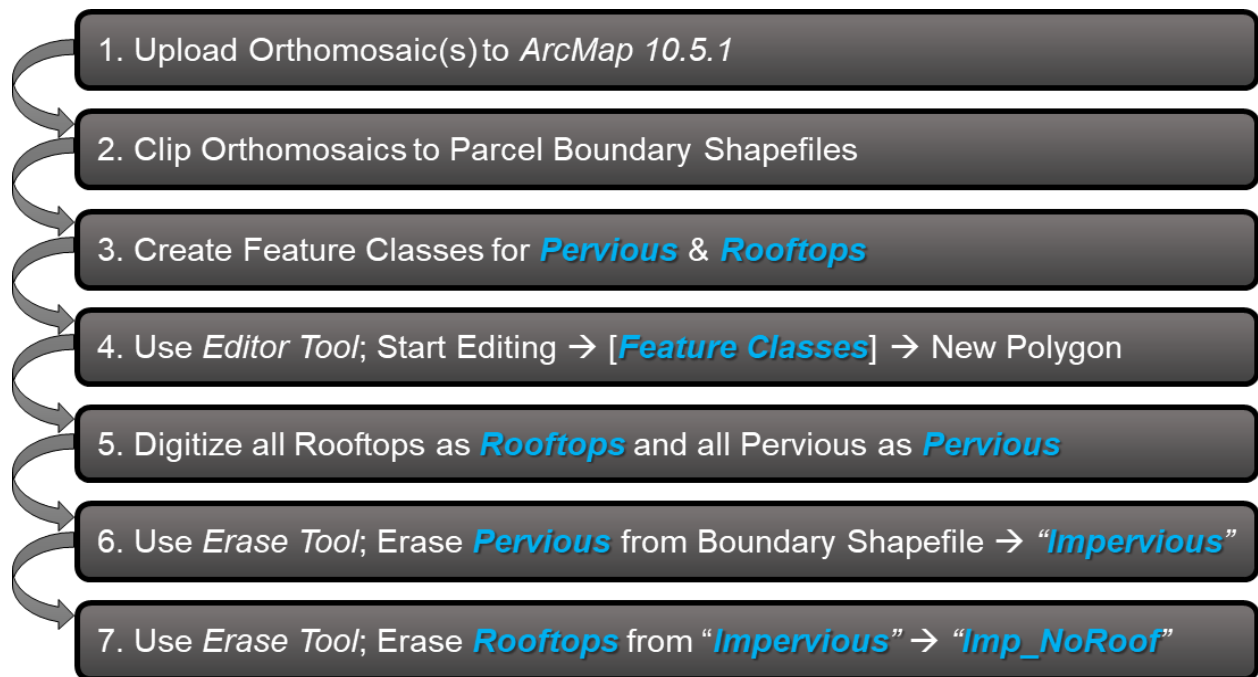 1. Upload Orthomosaic(s) to ArcMap 10.5.1
2. Clip Orthomosaics to Parcel Boundary Shapefiles
3. Create Feature Classes for Pervious & Rooftops
4. Use Editor Tool; Start Editing → [Feature Classes] → New Polygon
5. Digitize all Rooftops as Rooftops and all Pervious as Pervious
6. Use Erase Tool; Erase Pervious from Boundary Shapefile → “Impervious”
7. Use Erase Tool; Erase Rooftops from “Impervious” → “Imp_NoRoof”